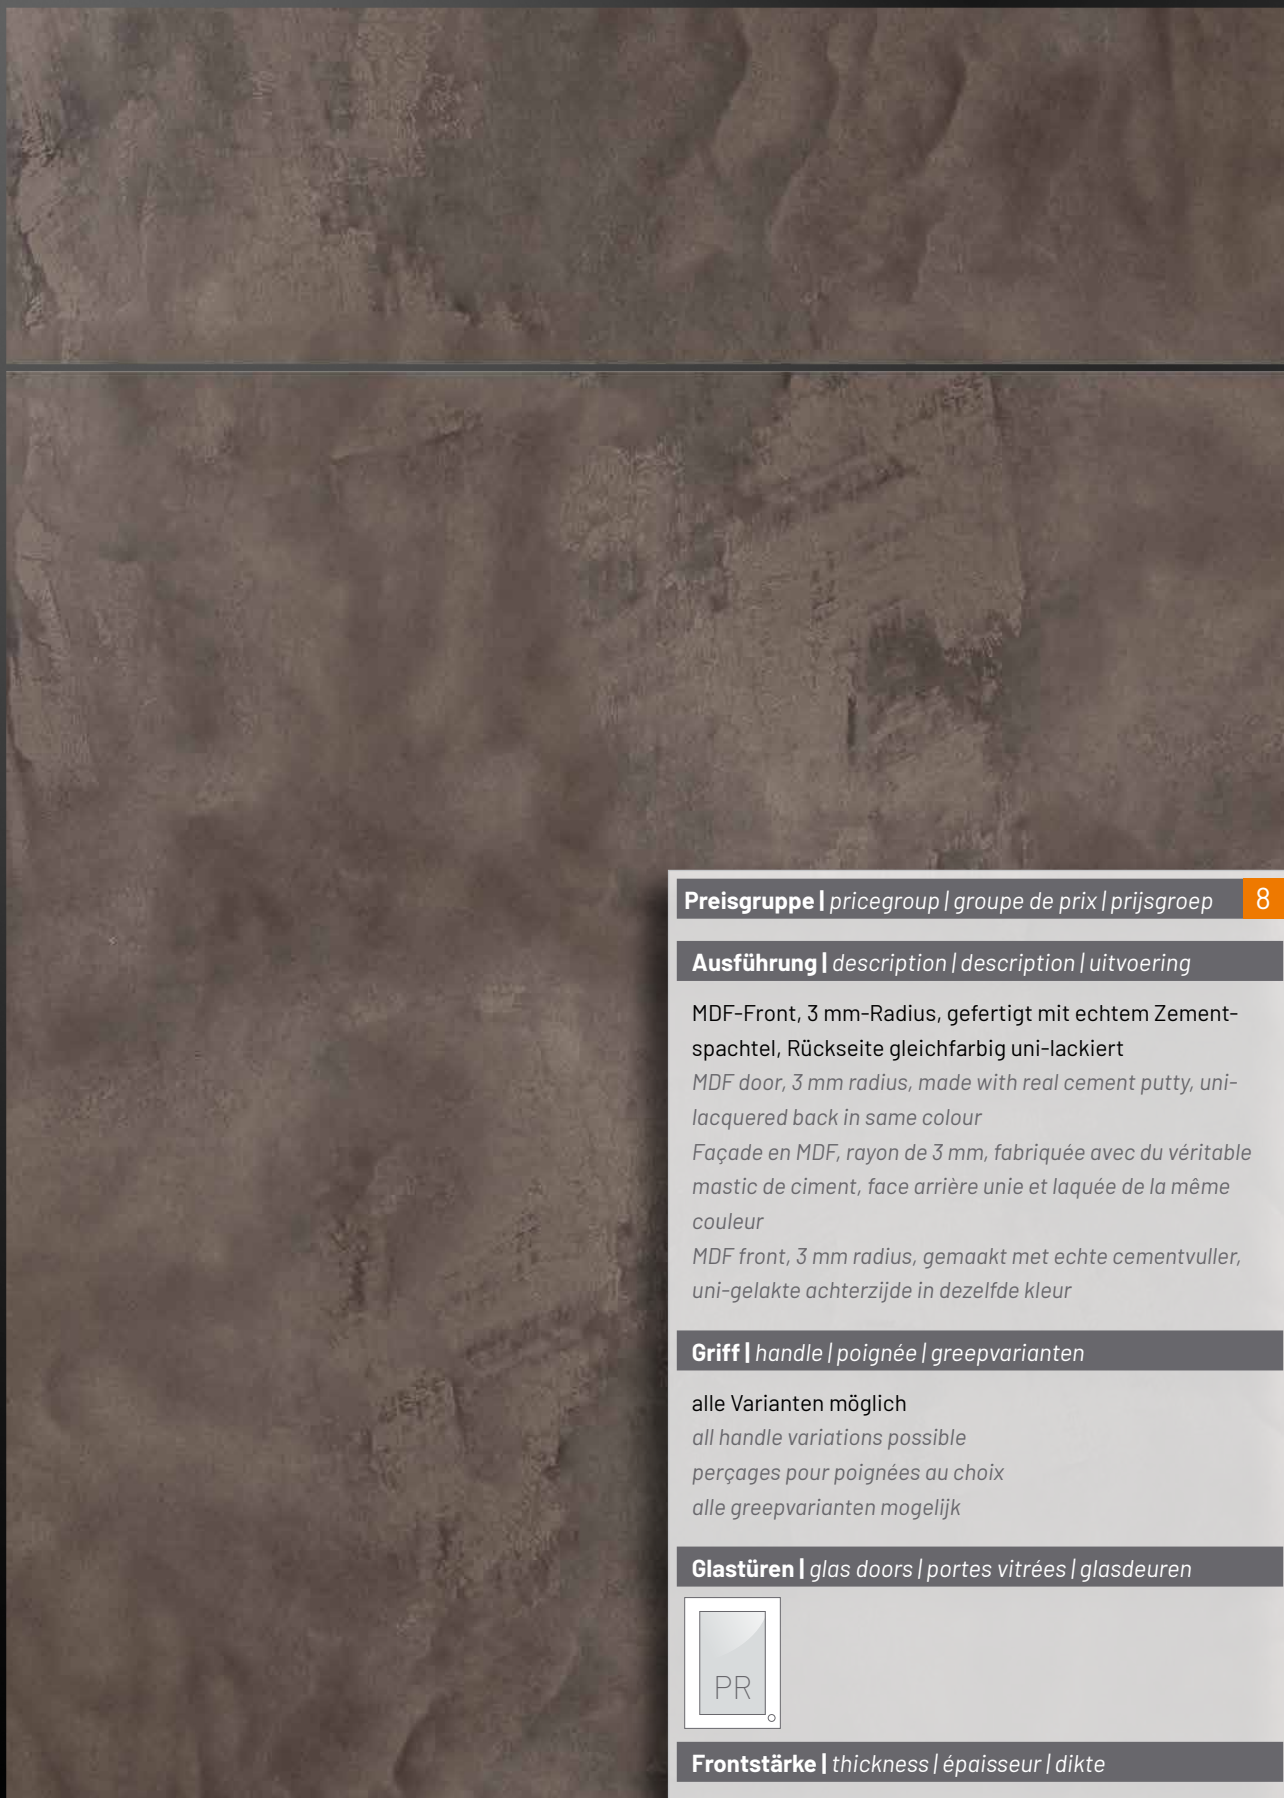 Preisgruppe | pricegroup | groupe de prix | prijsgroep 8
Ausführung | description | description | uitvoering
MDF-Front, 3 mm-Radius, gefertigt mit echtem Zement-
spachtel, Rückseite gleichfarbig uni-lackiert
MDF door, 3 mm radius, made with real cement putty, uni-
lacquered back in same colour
Façade en MDF, rayon de 3 mm, fabriquée avec du véritable
mastic de ciment, face arrière unie et laquée de la même
couleur
MDF front, 3 mm radius, gemaakt met echte cementvuller,
uni-gelakte achterzijde in dezelfde kleur
Griff | handle | poignée | greepvarianten
alle Varianten möglich
all handle variations possible
perçages pour poignées au choix
alle greepvarianten mogelijk
Glastüren | glas doors | portes vitrées | glasdeuren
PR
Frontstärke | thickness | épaisseur | dikte